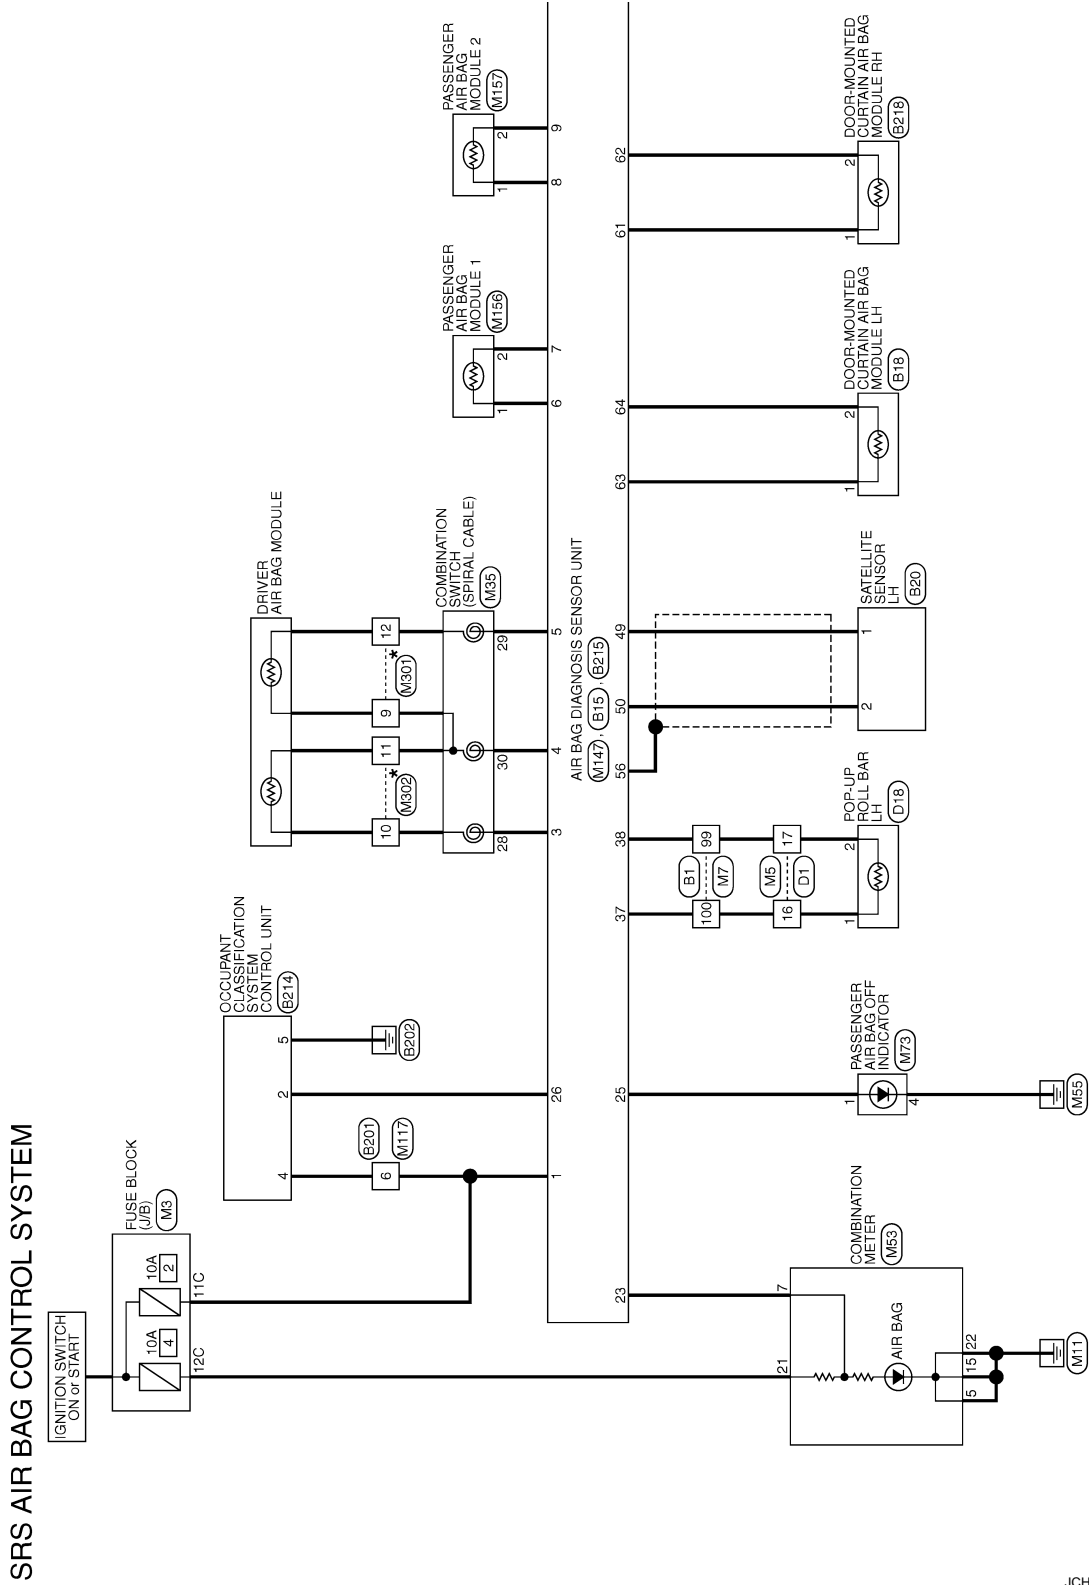 SRS AIR BAG CONTROL SYSTEM
IGNITION SWITCH
ON or START
FUSE BLOCK
(J/B)
M3
10A
4
10A
2
12C
11C
OCCUPANT
CLASSIFICATION
SYSTEM
CONTROL UNIT
B214
4
2
5
B202
6
B201
M117
DRIVER
AIR BAG MODULE
10
11
9
12
*
M302
*
M301
COMBINATION
SWITCH
(SPIRAL CABLE)
M35
28
30
29
PASSENGER
AIR BAG
MODULE 1
M156
1
2
PASSENGER
AIR BAG
MODULE 2
M157
1
2
1
26
3
4
5
6
7
8
9
AIR BAG DIAGNOSIS SENSOR UNIT
M147 , B15 , B215
23
25
37
38
56
50
49
63
64
61
62
COMBINATION
METER
M53
21
7
AIR BAG
5
15
22
M11
PASSENGER
AIR BAG OFF
INDICATOR
M73
1
4
M55
100
99
B1
M7
16
17
M5
D1
POP-UP
ROLL BAR
LH
D18
1
2
SATELLITE
SENSOR
LH
B20
2
1
DOOR-MOUNTED
CURTAIN AIR BAG
MODULE LH
B18
1
2
DOOR-MOUNTED
CURTAIN AIR BAG
MODULE RH
B218
1
2
JCH